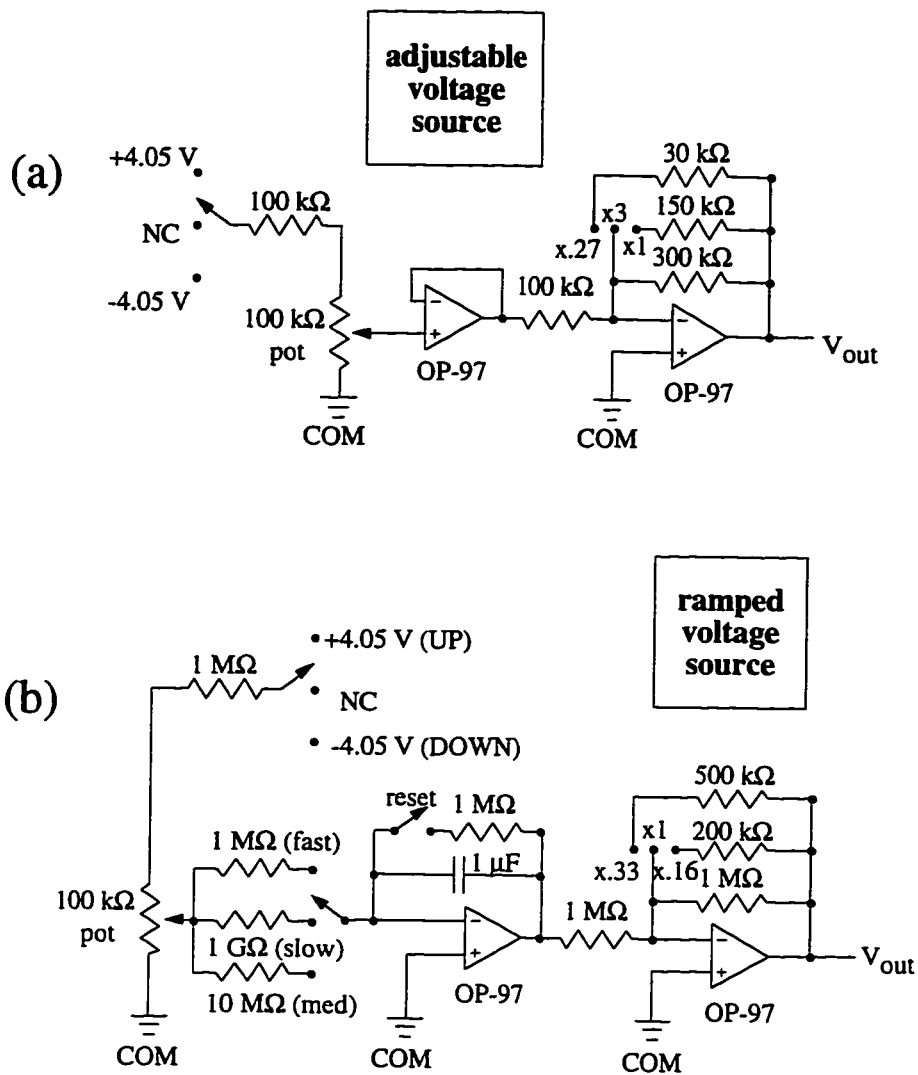 adjustable
voltage
source
(a)
+4.05 V
NC
-4.05 V
100 kΩ
100 kΩ
pot
COM
OP-97
100 kΩ
30 kΩ
x3
150 kΩ
x.27
x1
300 kΩ
OP-97
COM
Vout
ramped
voltage
source
(b)
+4.05 V (UP)
1 MΩ
NC
-4.05 V (DOWN)
reset
1 MΩ
1 MΩ (fast)
1 µF
100 kΩ
pot
1 GΩ (slow)
10 MΩ (med)
COM
OP-97
COM
1 MΩ
500 kΩ
x1
200 kΩ
x.33
x.16
1 MΩ
OP-97
COM
Vout